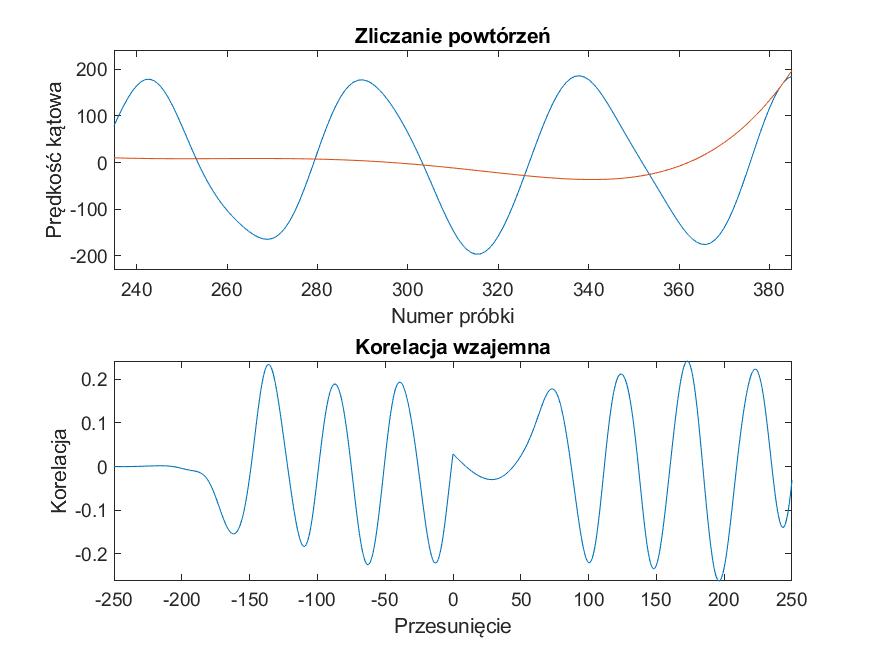 Zliczanie powtórzeń
Prędkość kątowa
200
100
0
-100
-200
240 260 280 300 320 340 360 380
Numer próbki
Korelacja wzajemna
Korelacja
0.2
0.1
0
-0.1
-0.2
-250 -200 -150 -100 -50 0 50 100 150 200 250
Przesunięcie